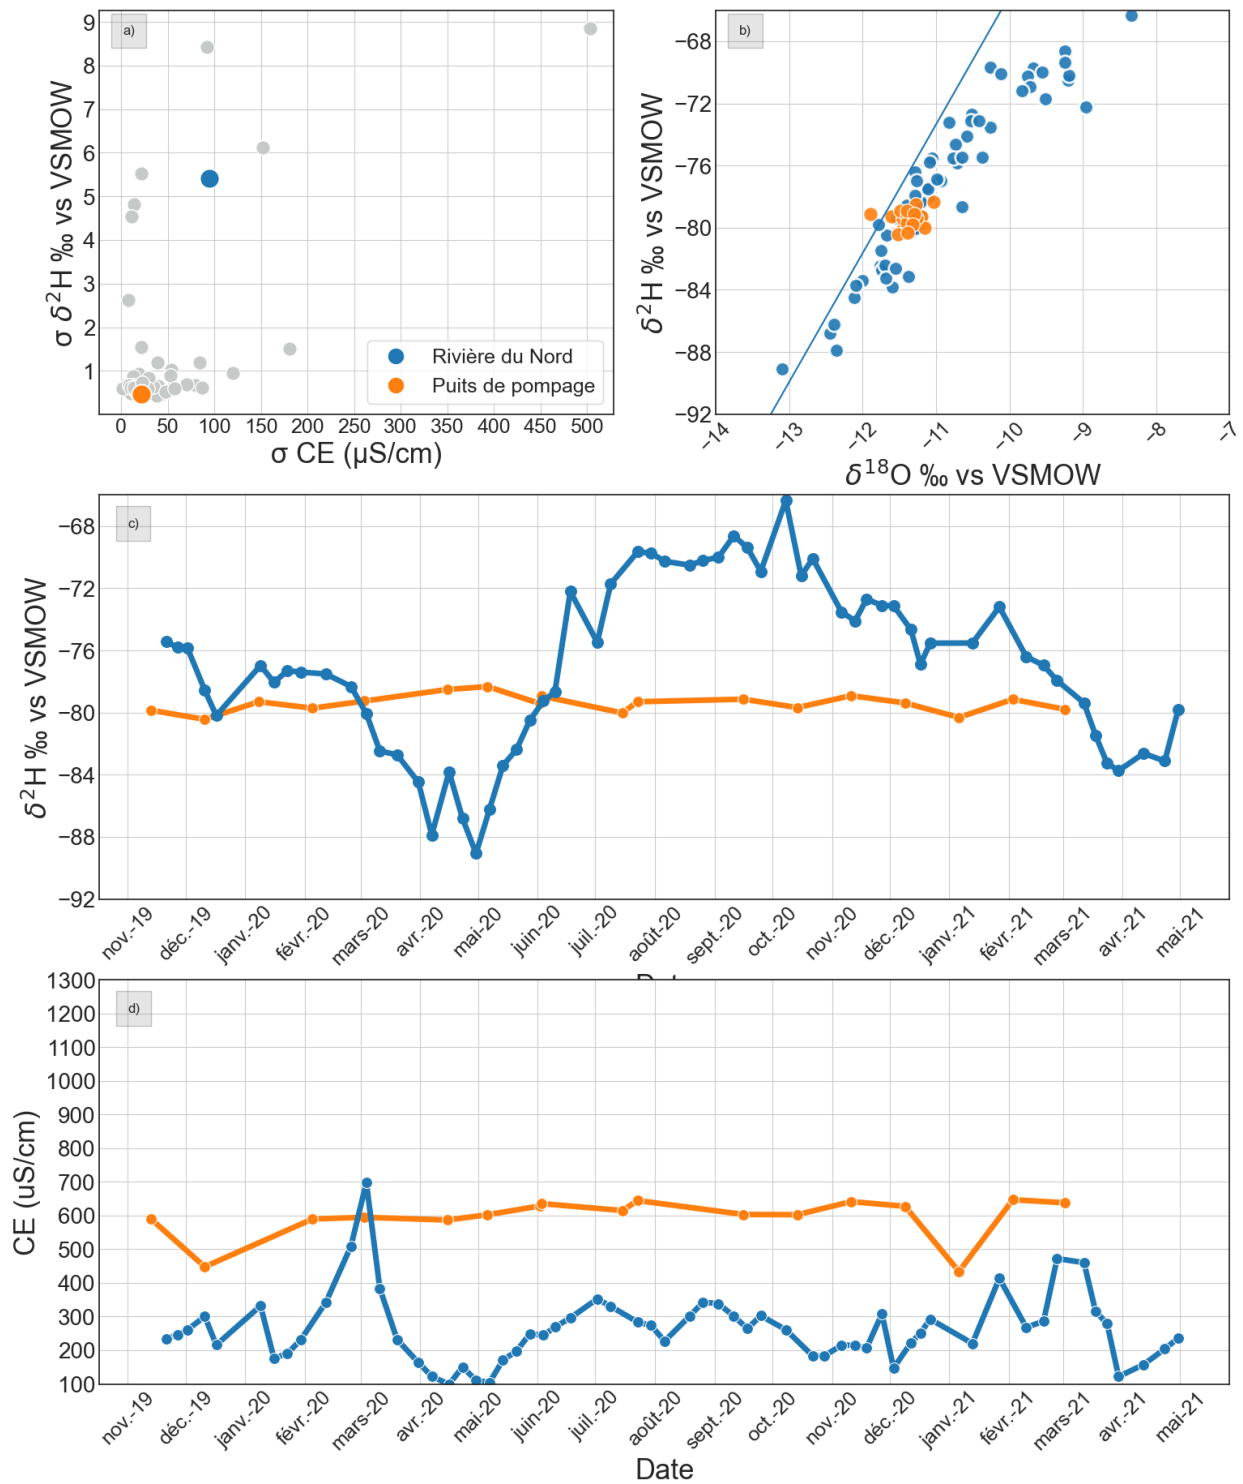 a)
9
8
7
6
5
4
3
2
1
σ δ²H ‰ vs VSMOW
Rivière du Nord
Puits de pompage
0 50 100 150 200 250 300 350 400 450 500
σ CE (μS/cm)
b)
−68
−72
−76
−80
−84
−88
−92
δ²H ‰ vs VSMOW
−14 −13 −12 −11 −10 −9 −8 −7
δ¹⁸O ‰ vs VSMOW
c)
−68
−72
−76
−80
−84
−88
−92
δ²H ‰ vs VSMOW
nov.-19 déc.-19 janv.-20 févr.-20 mars-20 avr.-20 mai-20 juin-20 juil.-20 août-20 sept.-20 oct.-20 nov.-20 déc.-20 janv.-21 févr.-21 mars-21 avr.-21 mai-21
d)
1300
1200
1100
1000
900
800
700
600
500
400
300
200
100
CE (uS/cm)
nov.-19 déc.-19 janv.-20 févr.-20 mars-20 avr.-20 mai-20 juin-20 juil.-20 août-20 sept.-20 oct.-20 nov.-20 déc.-20 janv.-21 févr.-21 mars-21 avr.-21 mai-21
Date